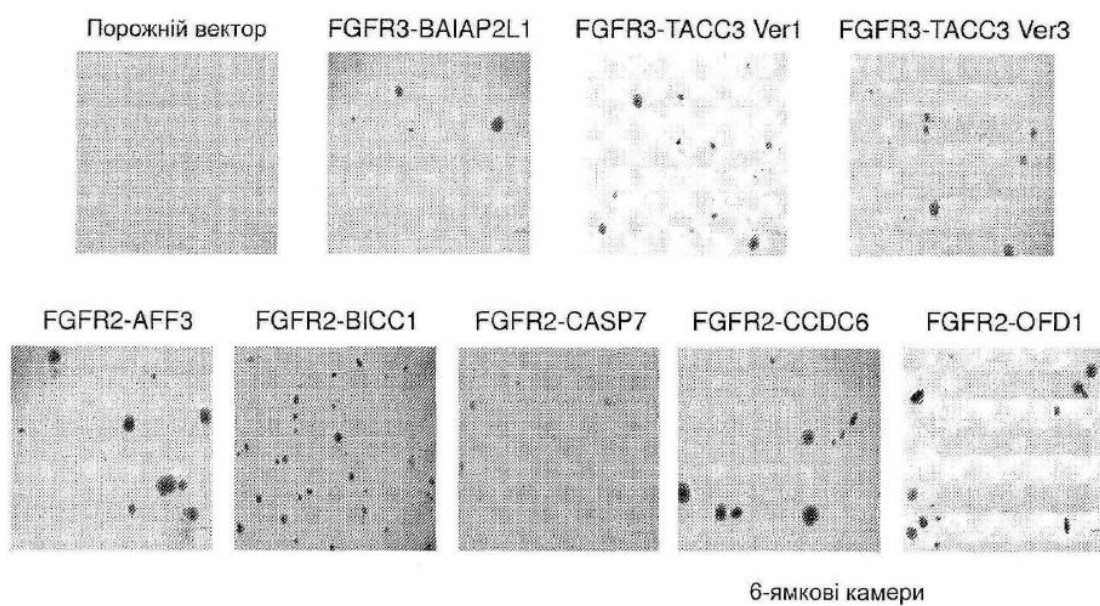 Порожній вектор FGFR3-BAIAP2L1 FGFR3-TACC3 Ver1 FGFR3-TACC3 Ver3
FGFR2-AFF3 FGFR2-BICC1 FGFR2-CASP7 FGFR2-CCDC6 FGFR2-OFD1
6-ямкові камери